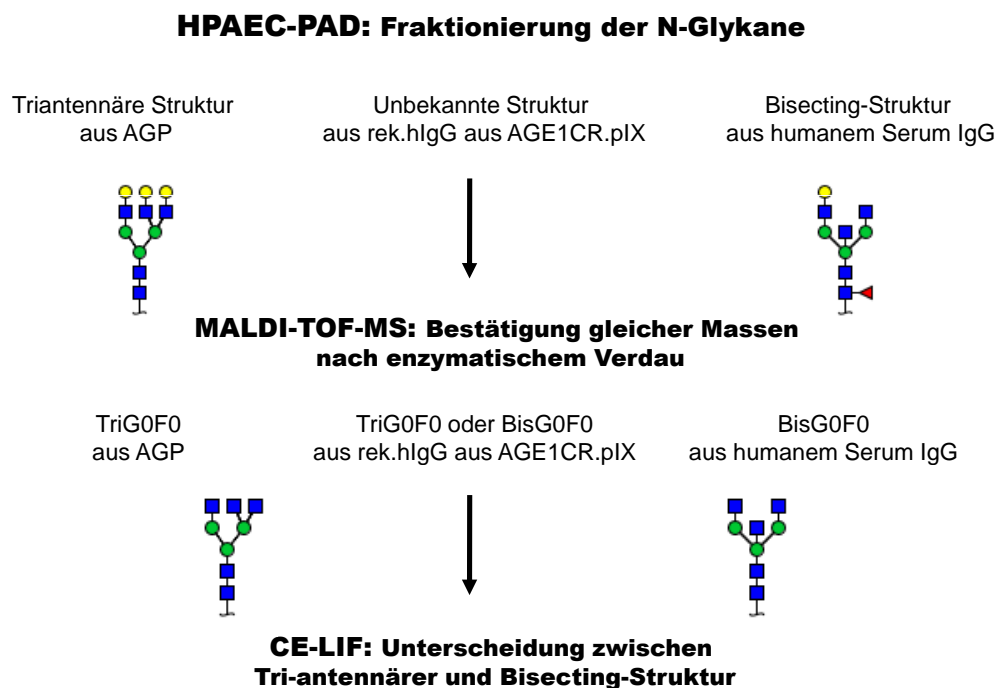 HPAEC-PAD: Fraktionierung der N-Glykane
Triantennäre Struktur
aus AGP
Unbekannte Struktur
aus rek.hIgG aus AGE1CR.pIX
Bisecting-Struktur
aus humanem Serum IgG
MALDI-TOF-MS: Bestätigung gleicher Massen
nach enzymatischem Verdau
TriG0F0
aus AGP
TriG0F0 oder BisG0F0
aus rek.hIgG aus AGE1CR.pIX
BisG0F0
aus humanem Serum IgG
CE-LIF: Unterscheidung zwischen
Tri-antennärer und Bisecting-Struktur